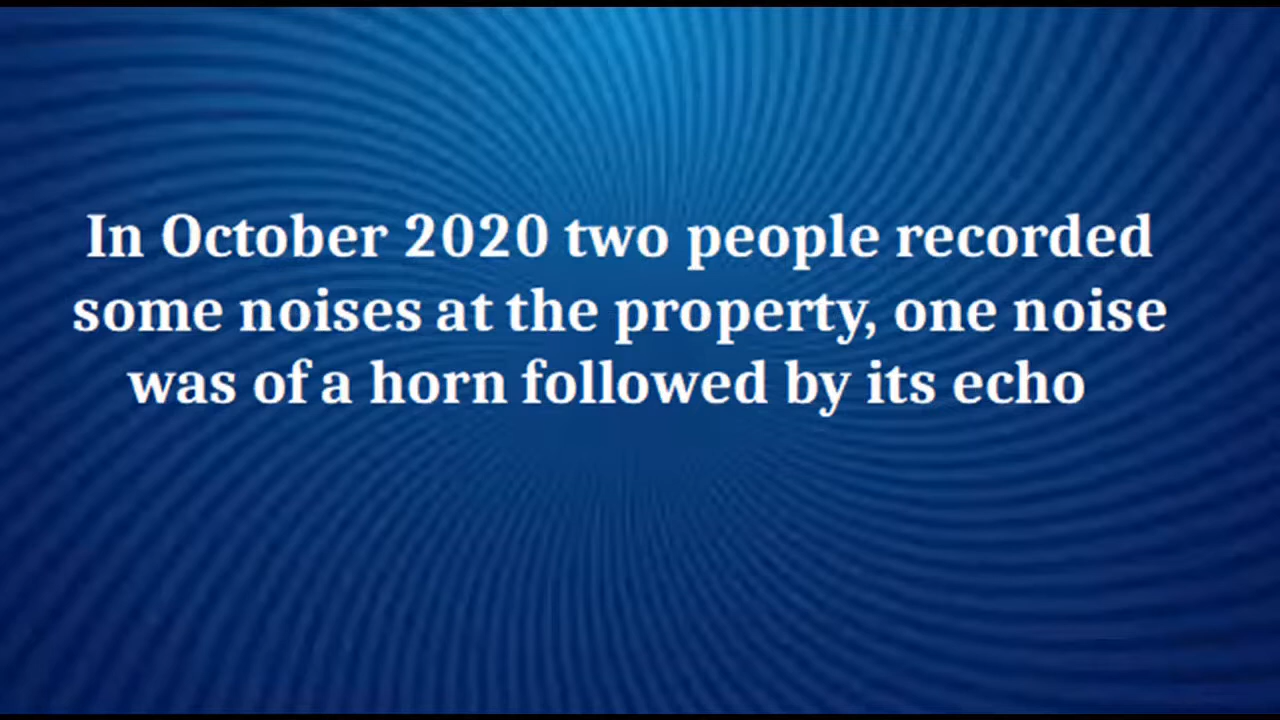 In October 2020 two people recorded
some noises at the property, one noise
was of a horn followed by its echo